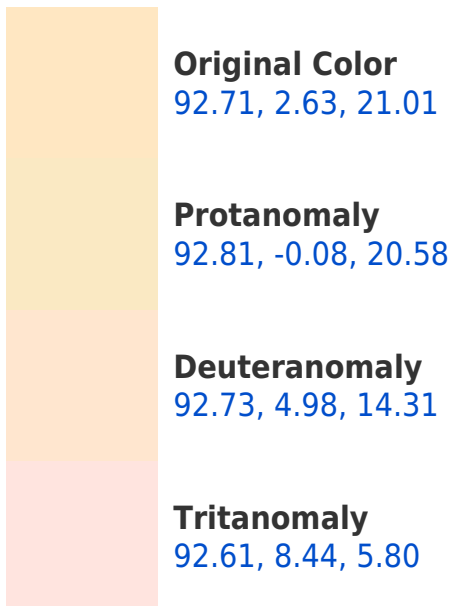 Original Color
92.71, 2.63, 21.01
Protanomaly
92.81, -0.08, 20.58
Deuteranomaly
92.73, 4.98, 14.31
Tritanomaly
92.61, 8.44, 5.80